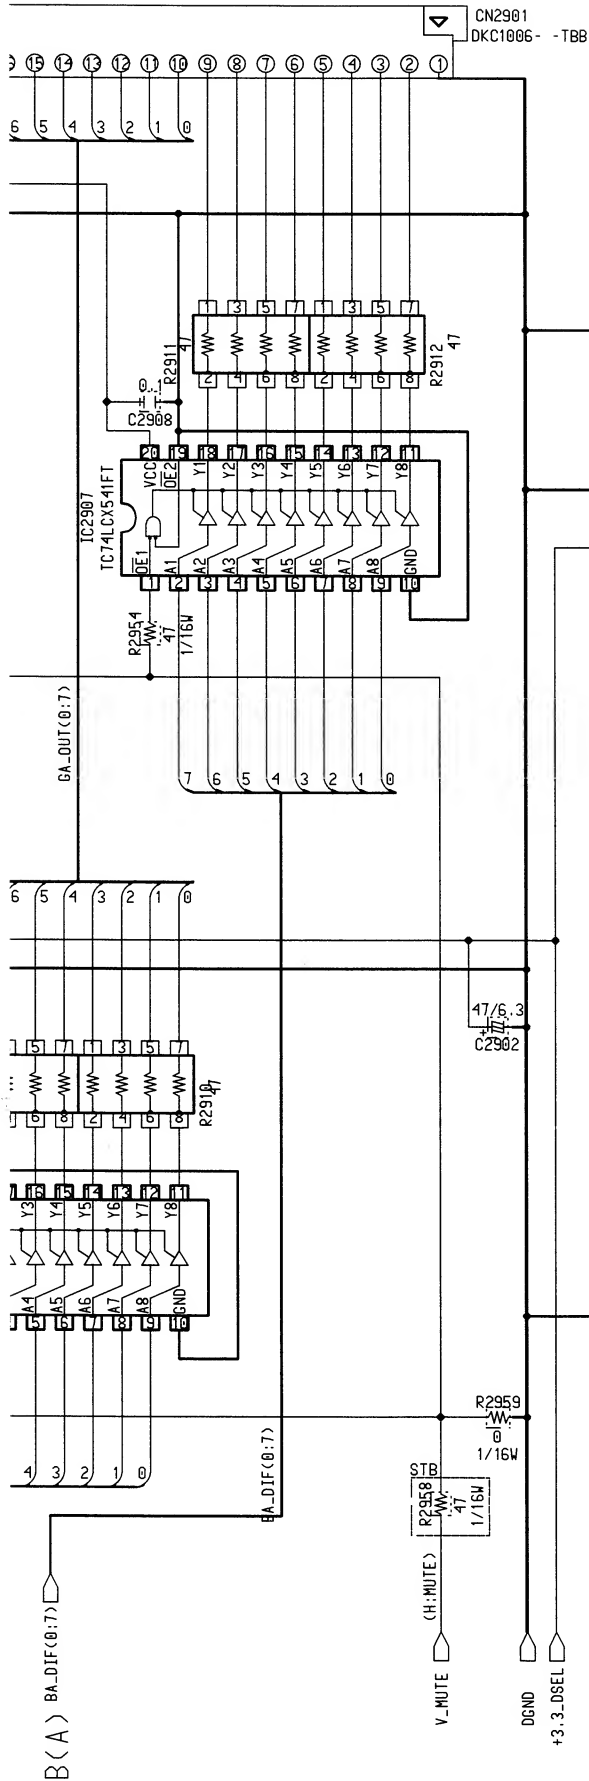 CN2901
DKC1006- -TBB
15 14 13 12 11 10 9 8 7 6 5 4 3 2 1
6 5 4 3 2 1 0
1 3 5 7 1 3 5 7
R2911
47
R2912
47
2 4 6 8 2 4 6 8
0.1
C2908
20 19 18 17 16 15 14 13 12 11
VCC OE2 Y1 Y2 Y3 Y4 Y5 Y6 Y7 Y8
IC2907
TC74LCX541FT
OE1 A1 A2 A3 A4 A5 A6 A7 A8 GND
1 2 3 4 5 6 7 8 9 10
R2954
47
1/16W
GA_OUT(0:7)
7 6 5 4 3 2 1 0
6 5 4 3 2 1 0
47/6.3
+
C2902
5 7 1 3 5 7
R2910
47
6 8 2 4 6 8
16 15 14 13 12 11
Y3 Y4 Y5 Y6 Y7 Y8
A4 A5 A6 A7 A8 GND
5 6 7 8 9 10
R2959
0
1/16W
4 3 2 1 0
BA_DIF(0:7)
STB
R2958
47
1/16W
(H:MUTE)
B(A) BA_DIF(0:7)
V_MUTE
DGND
+3.3_DSEL